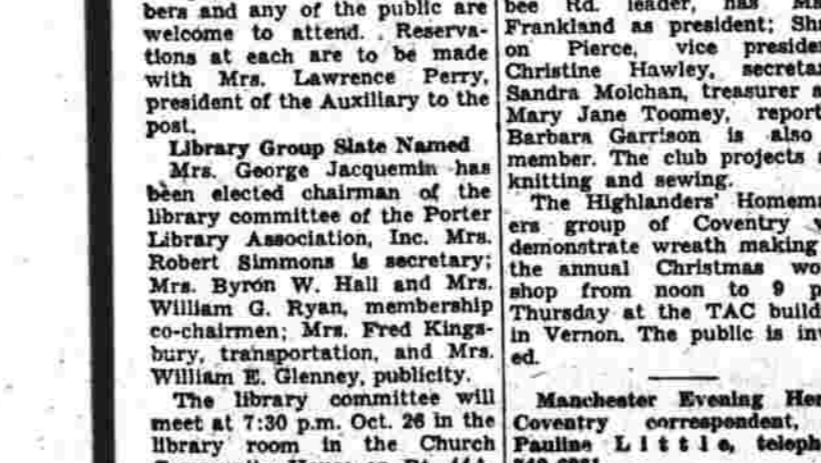 bers and any of the public are
welcome to attend. Reserva-
tions at each are to be made
with Mrs. Lawrence Perry,
president of the Auxiliary to the
post.
Library Group Slate Named
Mrs. George Jacquemin has
been elected chairman of the
library committee of the Porter
Library Association, Inc. Mrs.
Robert Simmons is secretary;
Mrs. Byron W. Hall and Mrs.
William G. Ryan, membership
co-chairmen; Mrs. Fred Kings-
bury, transportation, and Mrs.
William E. Glenney, publicity.
The library committee will
meet at 7:30 p.m. Oct. 26 in the
library room in the Church
bee Rd. leader, has
Frankland as president; Sh
on Pierce, vice preside
Christine Hawley, secreta
Sandra Molchan, treasurer a
Mary Jane Toomey, report
Barbara Garrison is also
member. The club projects a
knitting and sewing.
The Highlanders' Homema
ers group of Coventry w
demonstrate wreath making
the annual Christmas wo
shop from noon to 9 p
Thursday at the TAC build
in Vernon. The public is inv
ed.
Manchester Evening Her
Coventry correspondent,
Pauline Little, teleph